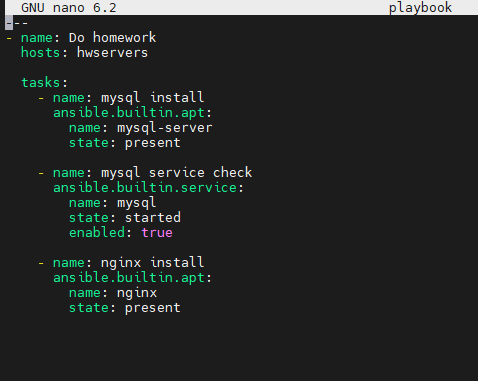 GNU nano 6.2 playbook
---
- name: Do homework
  hosts: hwservers

  tasks:
    - name: mysql install
      ansible.builtin.apt:
        name: mysql-server
        state: present

    - name: mysql service check
      ansible.builtin.service:
        name: mysql
        state: started
        enabled: true

    - name: nginx install
      ansible.builtin.apt:
        name: nginx
        state: present